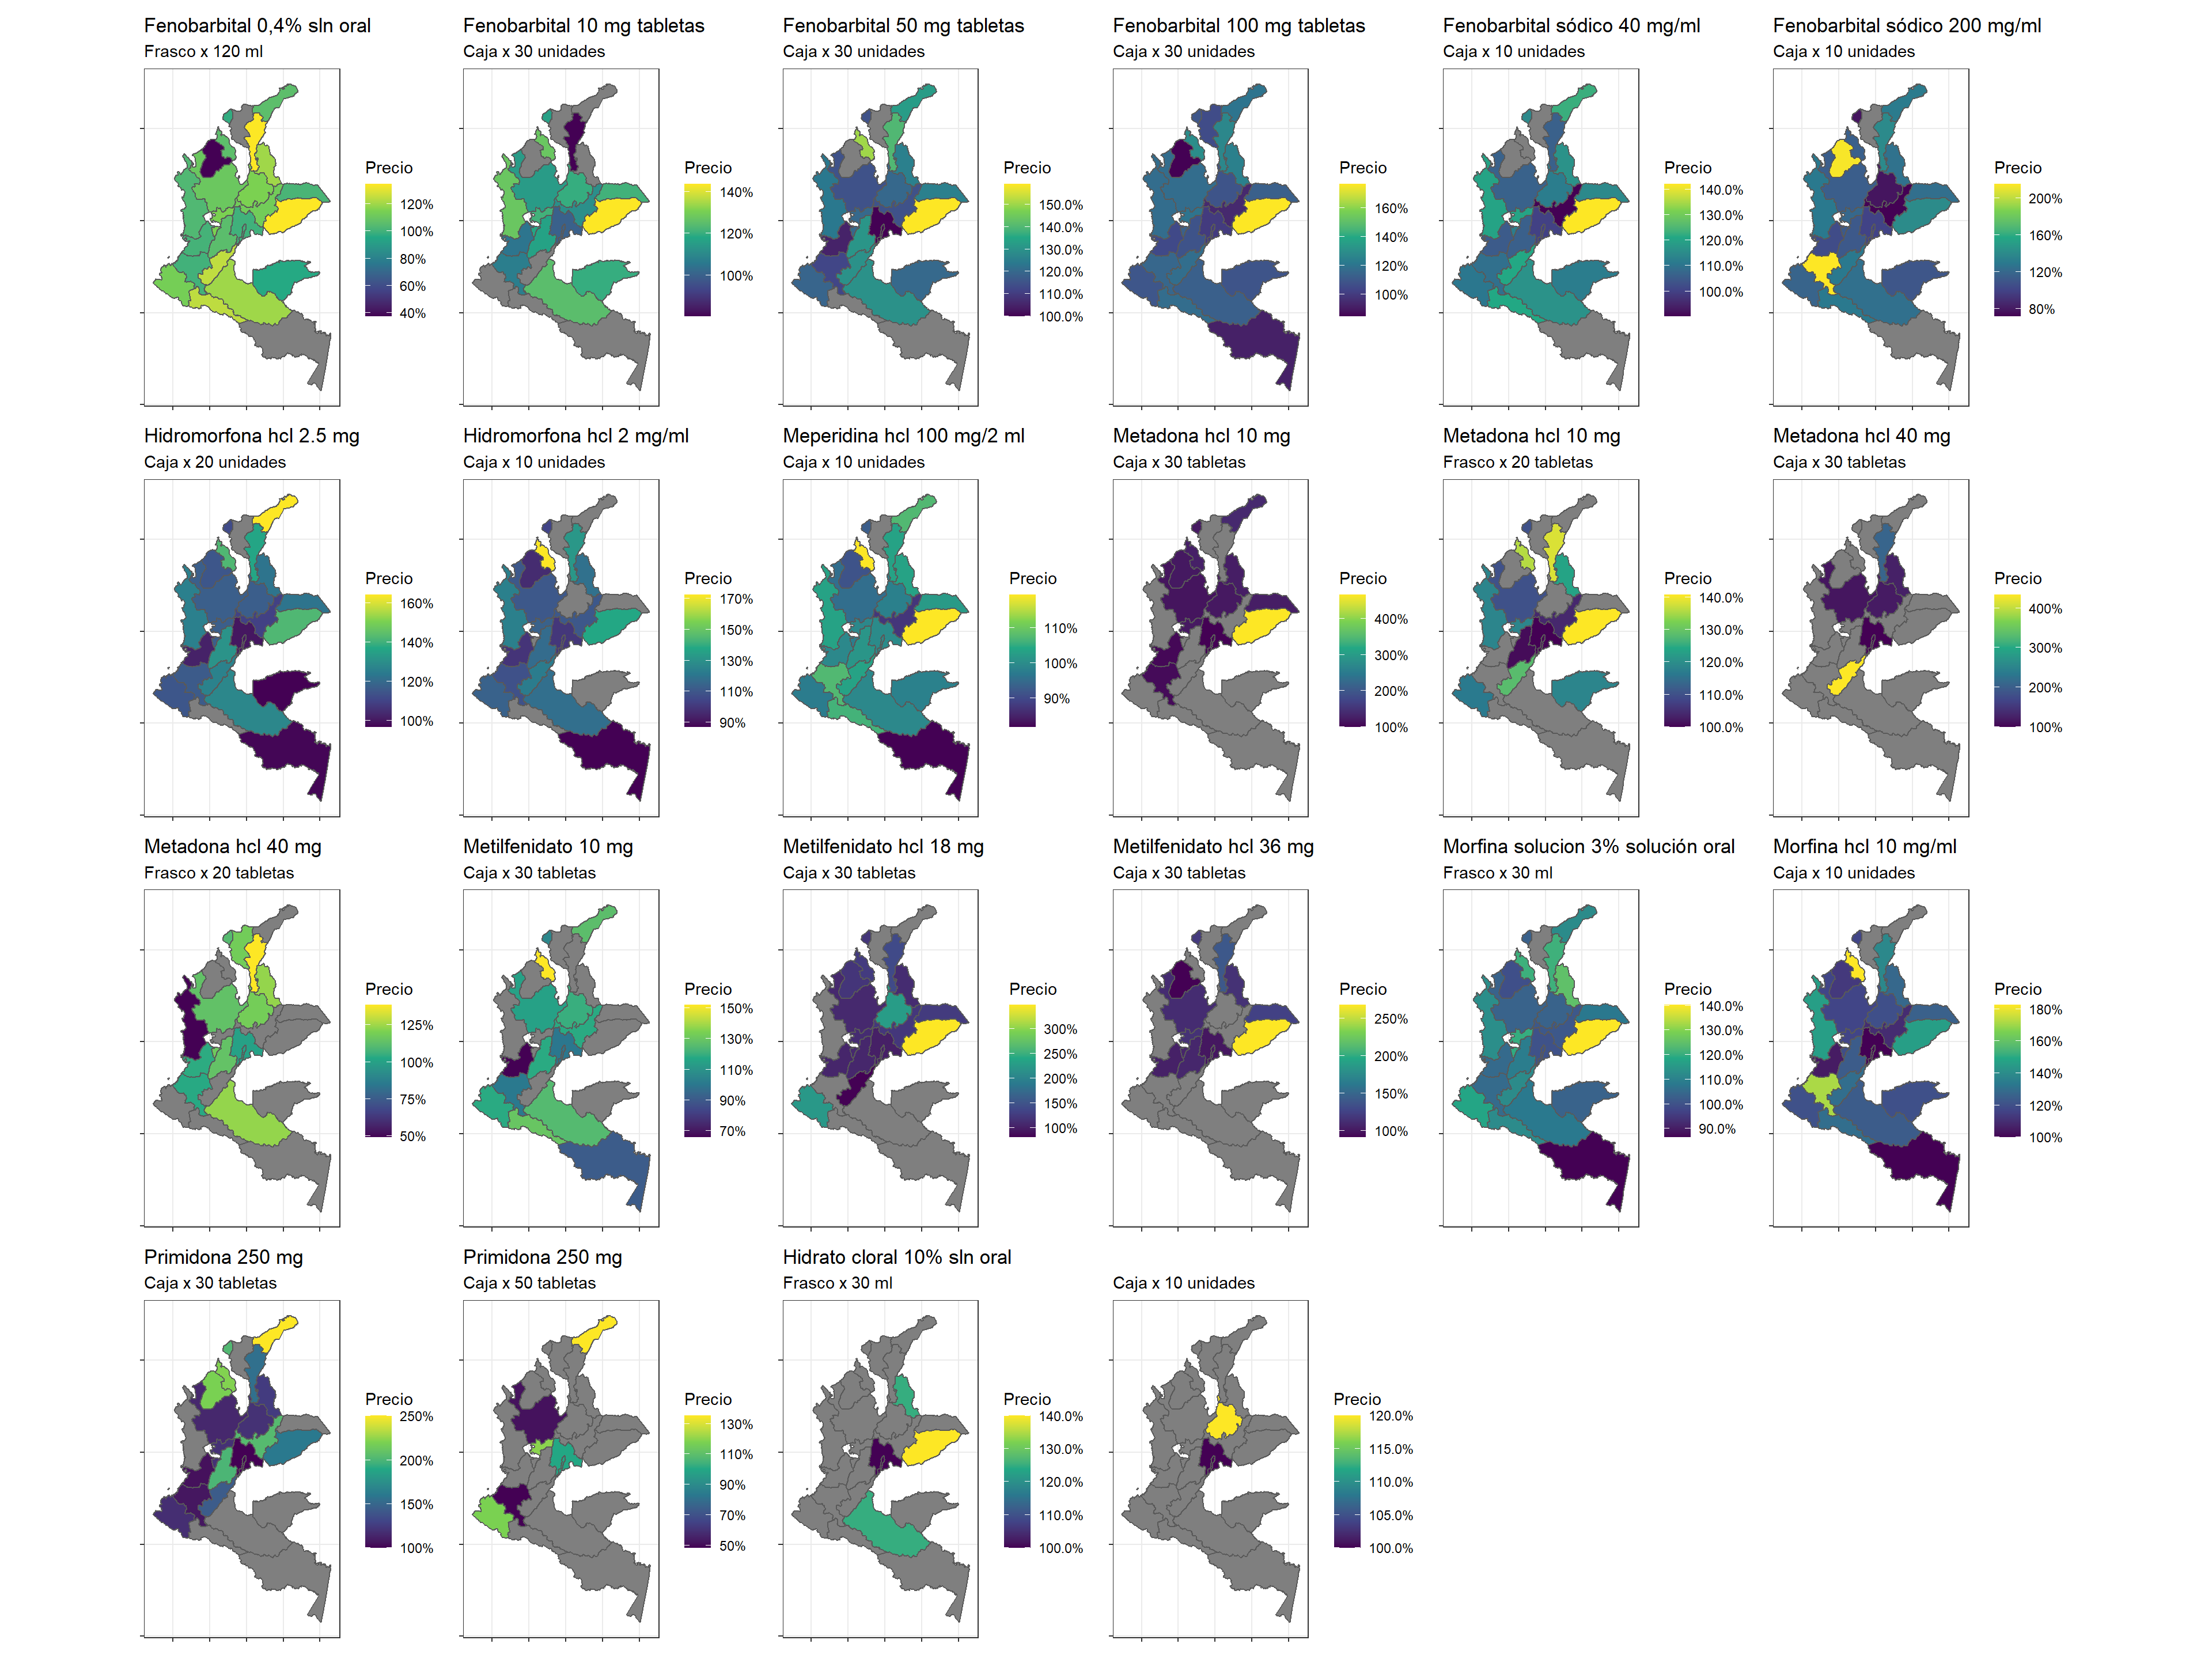 Fenobarbital 0,4% sln oral
Frasco x 120 ml
Precio
120%
100%
80%
60%
40%
Fenobarbital 10 mg tabletas
Caja x 30 unidades
Precio
140%
120%
100%
Fenobarbital 50 mg tabletas
Caja x 30 unidades
Precio
150.0%
140.0%
130.0%
120.0%
110.0%
100.0%
Fenobarbital 100 mg tabletas
Caja x 30 unidades
Precio
160%
140%
120%
100%
Fenobarbital sódico 40 mg/ml
Caja x 10 unidades
Precio
140.0%
130.0%
120.0%
110.0%
100.0%
Fenobarbital sódico 200 mg/ml
Caja x 10 unidades
Precio
200%
160%
120%
80%
Hidromorfona hcl 2.5 mg
Caja x 20 unidades
Precio
160%
140%
120%
100%
Hidromorfona hcl 2 mg/ml
Caja x 10 unidades
Precio
170%
150%
130%
110%
90%
Meperidina hcl 100 mg/2 ml
Caja x 10 unidades
Precio
110%
100%
90%
Metadona hcl 10 mg
Caja x 30 tabletas
Precio
400%
300%
200%
100%
Metadona hcl 10 mg
Frasco x 20 tabletas
Precio
140.0%
130.0%
120.0%
110.0%
100.0%
Metadona hcl 40 mg
Caja x 30 tabletas
Precio
400%
300%
200%
100%
Metadona hcl 40 mg
Frasco x 20 tabletas
Precio
125%
100%
75%
50%
Metilfenidato 10 mg
Caja x 30 tabletas
Precio
150%
130%
110%
90%
70%
Metilfenidato hcl 18 mg
Caja x 30 tabletas
Precio
300%
250%
200%
150%
100%
Metilfenidato hcl 36 mg
Caja x 30 tabletas
Precio
250%
200%
150%
100%
Morfina solucion 3% solución oral
Frasco x 30 ml
Precio
140.0%
130.0%
120.0%
110.0%
100.0%
90.0%
Morfina hcl 10 mg/ml
Caja x 10 unidades
Precio
180%
160%
140%
120%
100%
Primidona 250 mg
Caja x 30 tabletas
Precio
250%
200%
150%
100%
Primidona 250 mg
Caja x 50 tabletas
Precio
130%
110%
90%
70%
50%
Hidrato cloral 10% sln oral
Frasco x 30 ml
Precio
140.0%
130.0%
120.0%
110.0%
100.0%
Caja x 10 unidades
Precio
120.0%
115.0%
110.0%
105.0%
100.0%